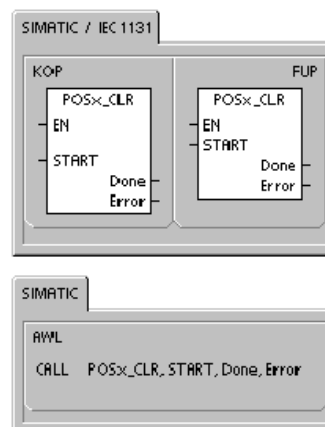 SIMATIC / IEC 1131
KOP
FUP
POSx_CLR
EN
START
Done
Error
POSx_CLR
EN
START
Done
Error
SIMATIC
AWL
CALL POSx_CLR, START, Done, Error